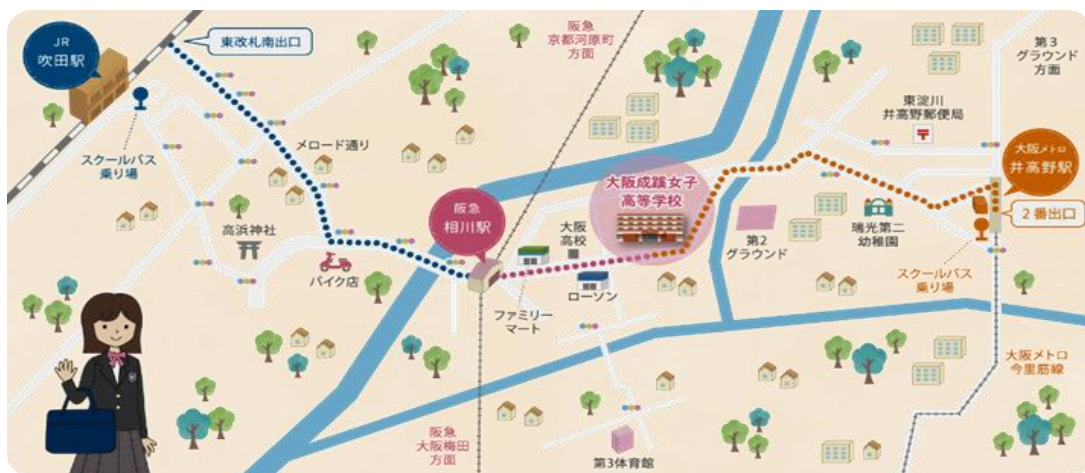 JR
吹田駅
東改札南出口
阪急
京都河原町
方面
第3
グラウンド
方面
東淀川
井高野郵便局
〒
大阪メトロ
井高野駅
2番出口
スクールバス
乗り場
メロード通り
大阪成蹊女子
高等学校
阪急
相川駅
高浜神社
大阪
高校
第2
グラウンド
瑞光第二
幼稚園
スクールバス
乗り場
バイク店
ローソン
ファミリー
マート
大阪メトロ
今里筋線
阪急
大阪梅田
方面
第3体育館